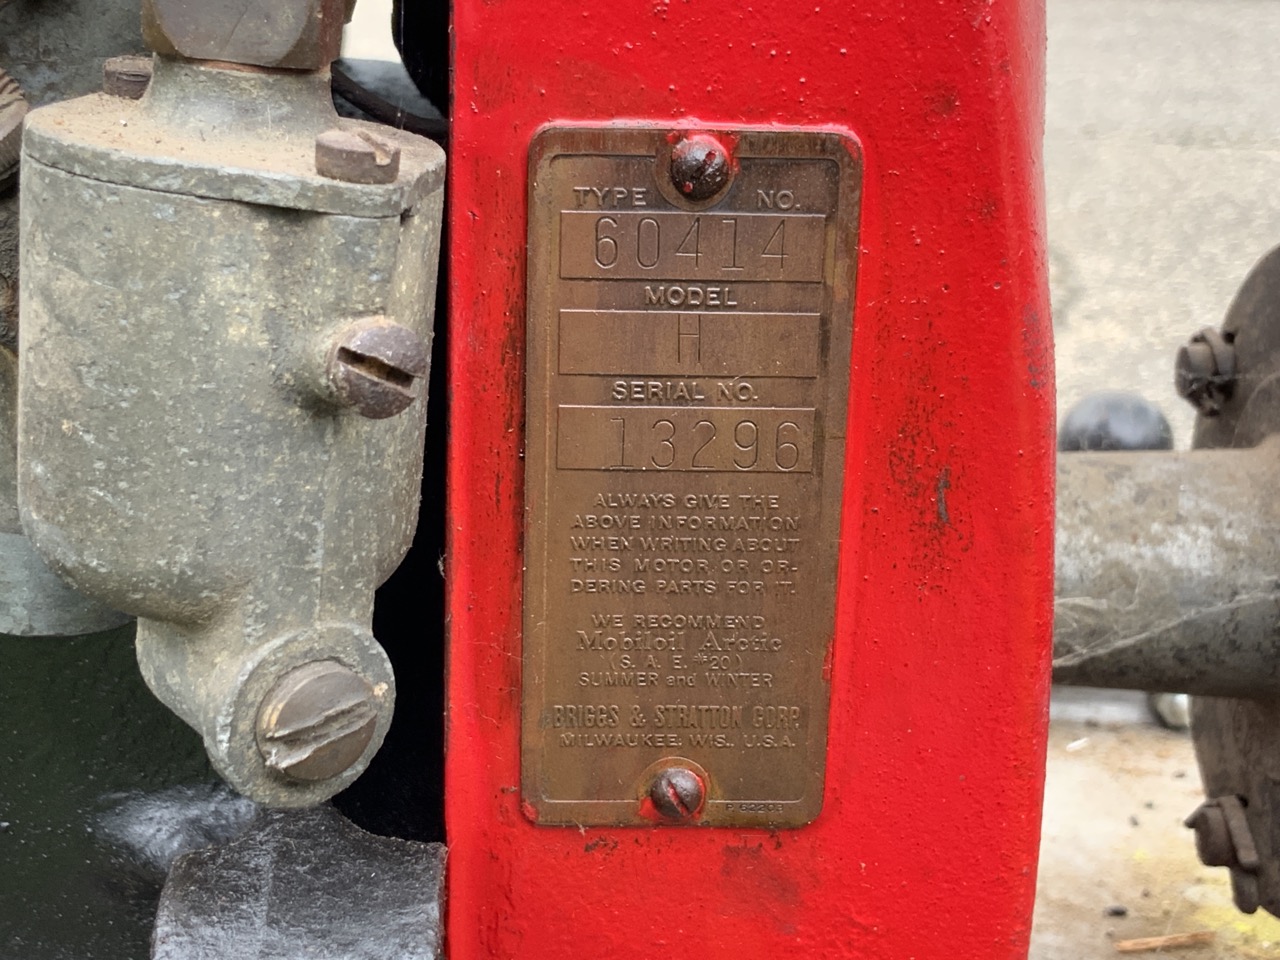 TYPE NO.
60414
MODEL
H
SERIAL NO.
13296
ALWAYS GIVE THE
ABOVE INFORMATION
WHEN WRITING ABOUT
THIS MOTOR OR OR-
DERING PARTS FOR IT.
WE RECOMMEND
Mobiloil Arctic
(S. A. E. #20)
SUMMER and WINTER
BRIGGS & STRATTON CORP.
MILWAUKEE, WIS., U.S.A.